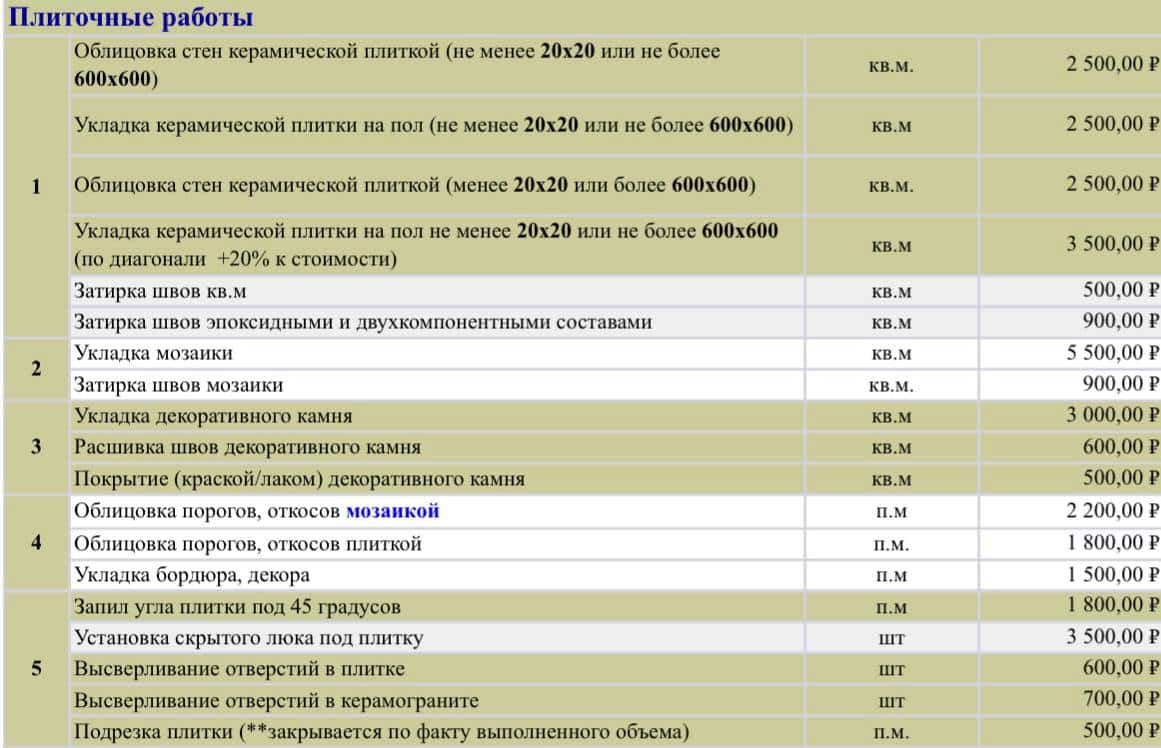 Плиточные работы
Облицовка стен керамической плиткой (не менее 20х20 или не более
600х600)
кв.м.
2 500,00 ₽
Укладка керамической плитки на пол (не менее 20х20 или не более 600х600)
кв.м
2 500,00 ₽
1
Облицовка стен керамической плиткой (менее 20х20 или более 600х600)
кв.м.
2 500,00 ₽
Укладка керамической плитки на пол не менее 20х20 или не более 600х600
(по диагонали +20% к стоимости)
кв.м
3 500,00 ₽
Затирка швов кв.м
кв.м
500,00 ₽
Затирка швов эпоксидными и двухкомпонентными составами
кв.м
900,00 ₽
2
Укладка мозаики
кв.м
5 500,00 ₽
Затирка швов мозаики
кв.м.
900,00 ₽
Укладка декоративного камня
кв.м
3 000,00 ₽
3
Расшивка швов декоративного камня
кв.м
600,00 ₽
Покрытие (краской/лаком) декоративного камня
кв.м
500,00 ₽
Облицовка порогов, откосов мозаикой
п.м
2 200,00 ₽
4
Облицовка порогов, откосов плиткой
п.м.
1 800,00 ₽
Укладка бордюра, декора
п.м
1 500,00 ₽
Запил угла плитки под 45 градусов
п.м
1 800,00 ₽
Установка скрытого люка под плитку
шт
3 500,00 ₽
5
Высверливание отверстий в плитке
шт
600,00 ₽
Высверливание отверстий в керамограните
шт
700,00 ₽
Подрезка плитки (**закрывается по факту выполненного объема)
п.м.
500,00 ₽